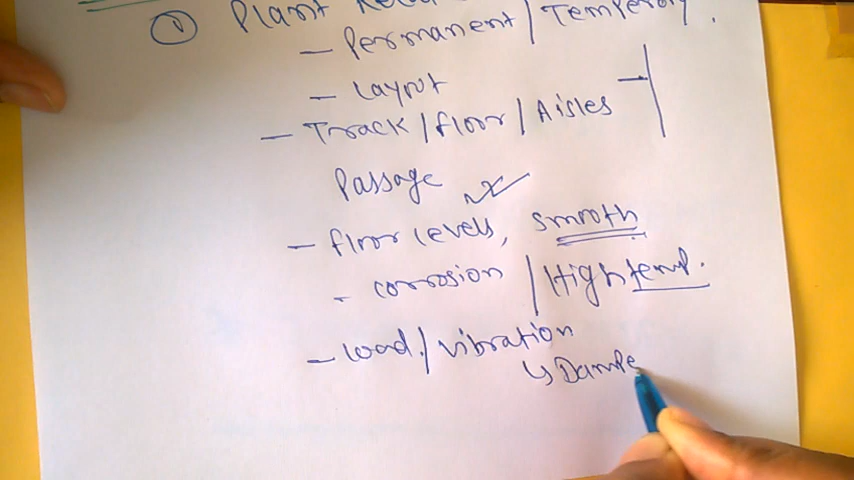 ① Plant
- Permanent / Temperory.
- Layout
- Track / floor / Aisles
Passage
- floor levels, smooth
- corrosion / High temp.
- Load. / vibration
↳ Dampe